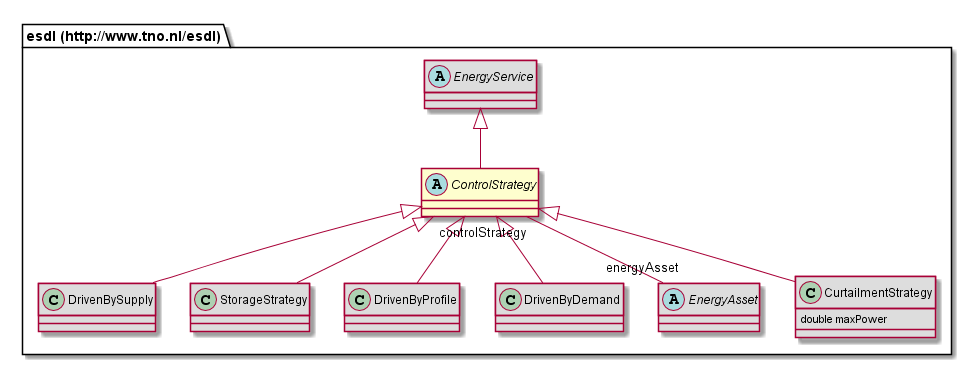 esdl (http://www.tno.nl/esdl)
A EnergyService
A ControlStrategy
controlStrategy
energyAsset
C DrivenBySupply
C StorageStrategy
C DrivenByProfile
C DrivenByDemand
A EnergyAsset
C CurtailmentStrategy
double maxPower